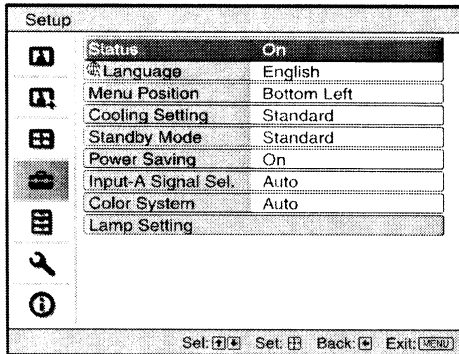 Setup
Status On
Language English
Menu Position Bottom Left
Cooling Setting Standard
Standby Mode Standard
Power Saving On
Input-A Signal Sel. Auto
Color System Auto
Lamp Setting
Sel: Set: Back: Exit: MENU